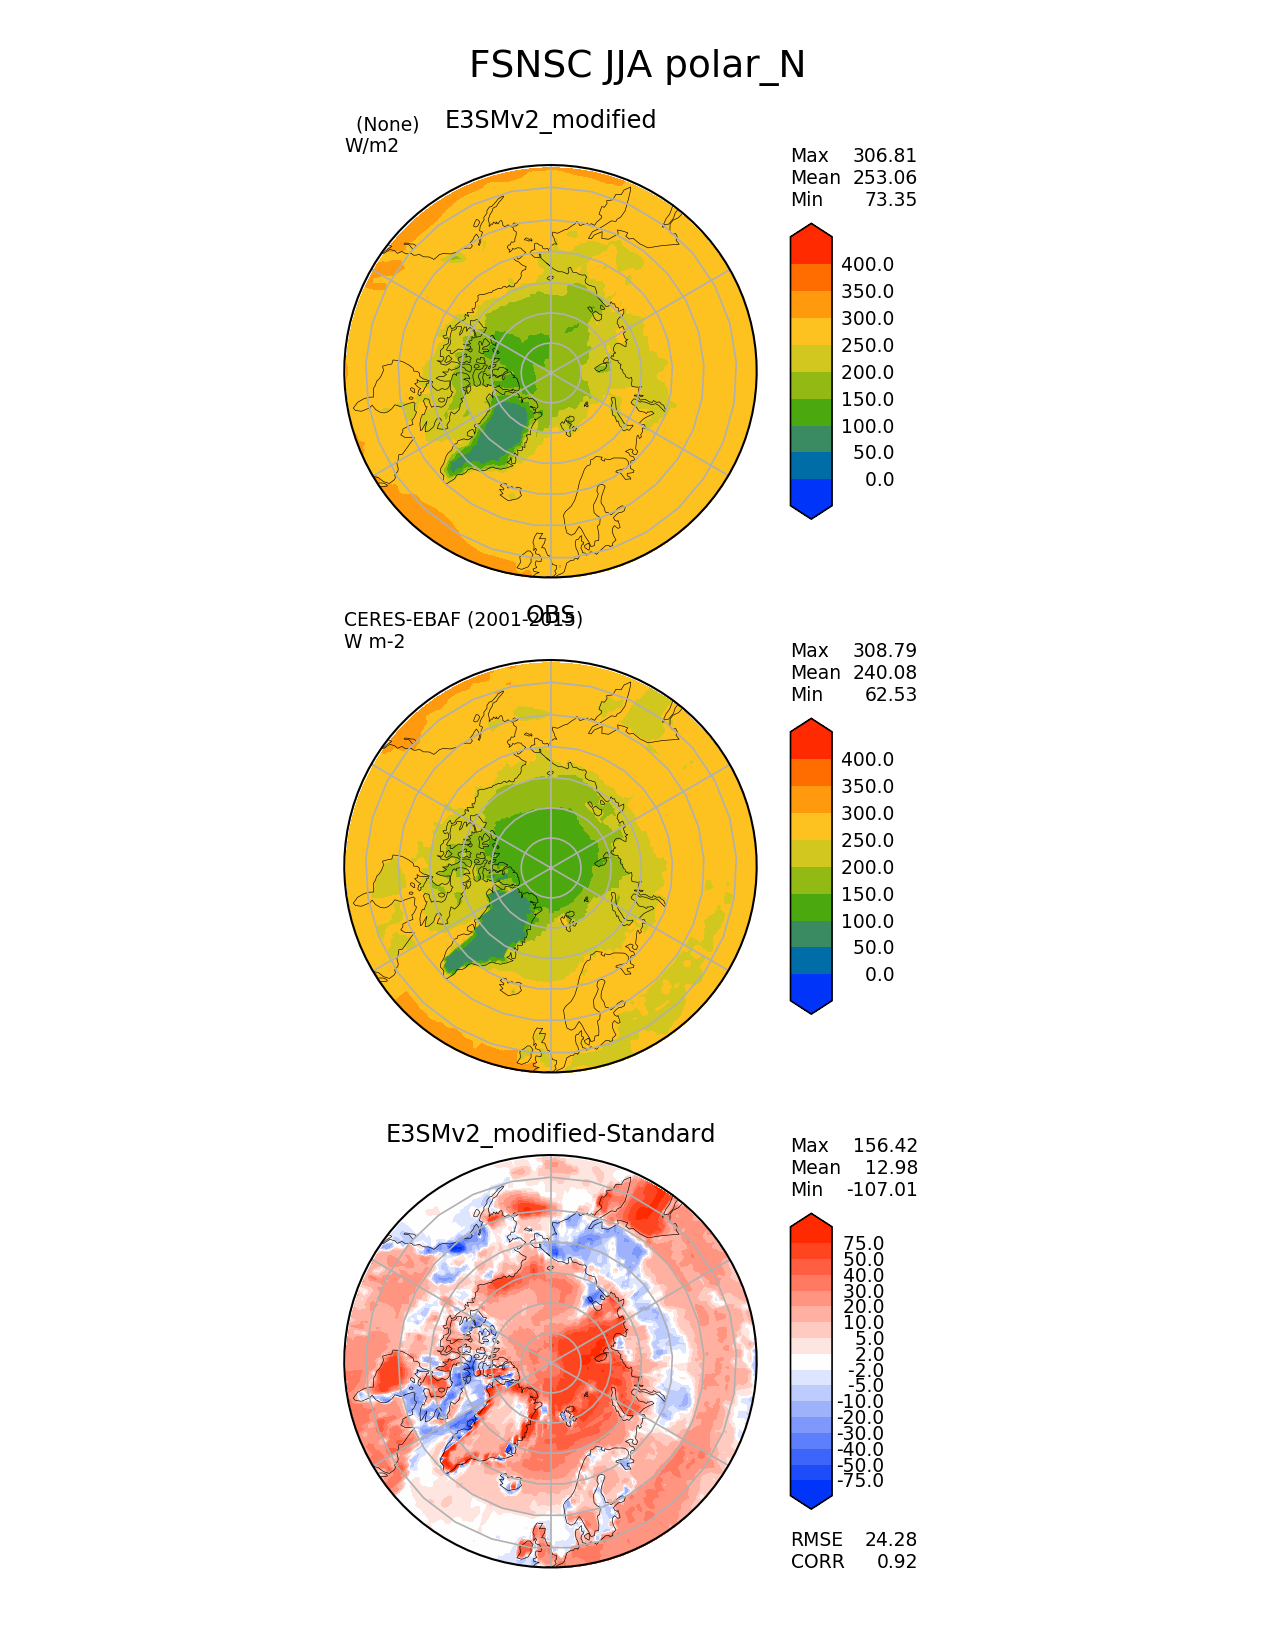 FSNSC JJA polar_N
E3SMv2_modified
(None)
W/m2
Max 306.81
Mean 253.06
Min 73.35
400.0
350.0
300.0
250.0
200.0
150.0
100.0
50.0
0.0
OBS
CERES-EBAF (2001-2015)
W m-2
Max 308.79
Mean 240.08
Min 62.53
400.0
350.0
300.0
250.0
200.0
150.0
100.0
50.0
0.0
E3SMv2_modified-Standard
Max 156.42
Mean 12.98
Min -107.01
75.0
50.0
40.0
30.0
20.0
10.0
5.0
2.0
-2.0
-5.0
-10.0
-20.0
-30.0
-40.0
-50.0
-75.0
RMSE 24.28
CORR 0.92